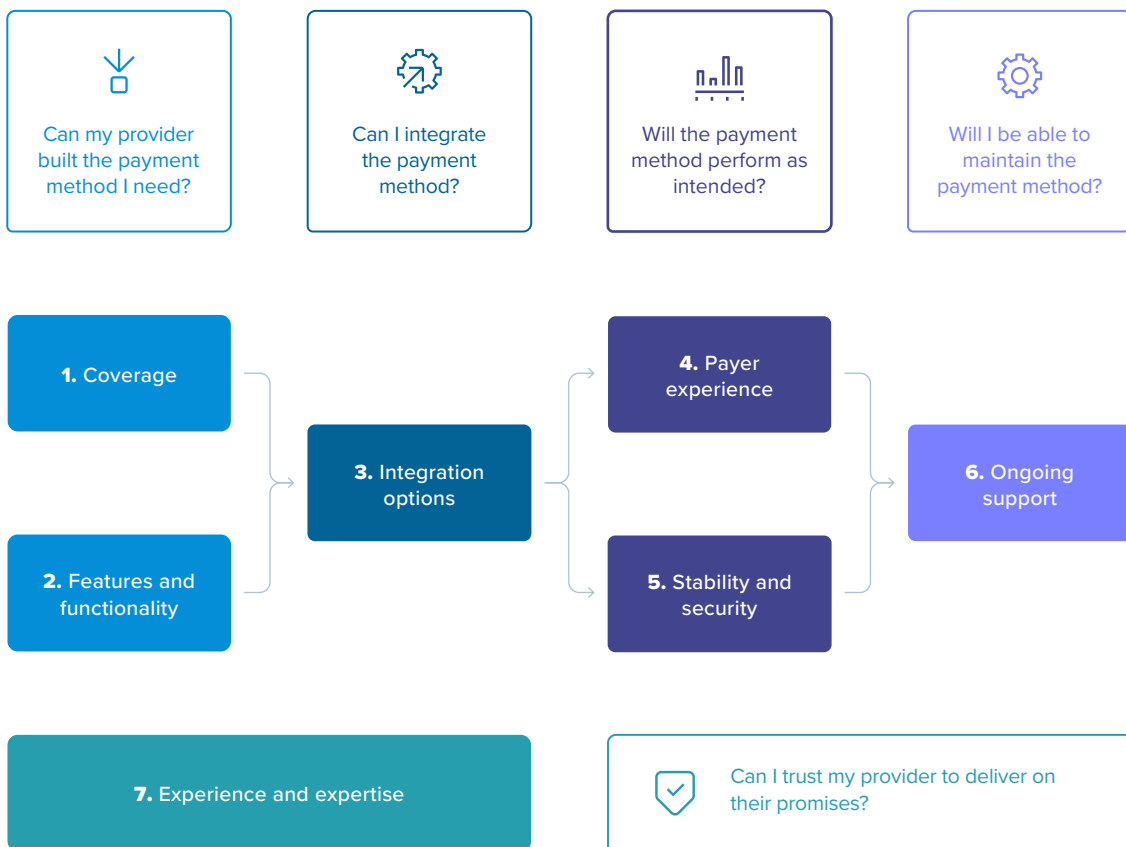 Can my provider
built the payment
method I need?
Can I integrate
the payment
method?
Will the payment
method perform as
intended?
Will I be able to
maintain the
payment method?
1. Coverage
2. Features and
functionality
3. Integration
options
4. Payer
experience
5. Stability and
security
6. Ongoing
support
7. Experience and expertise
Can I trust my provider to deliver on
their promises?